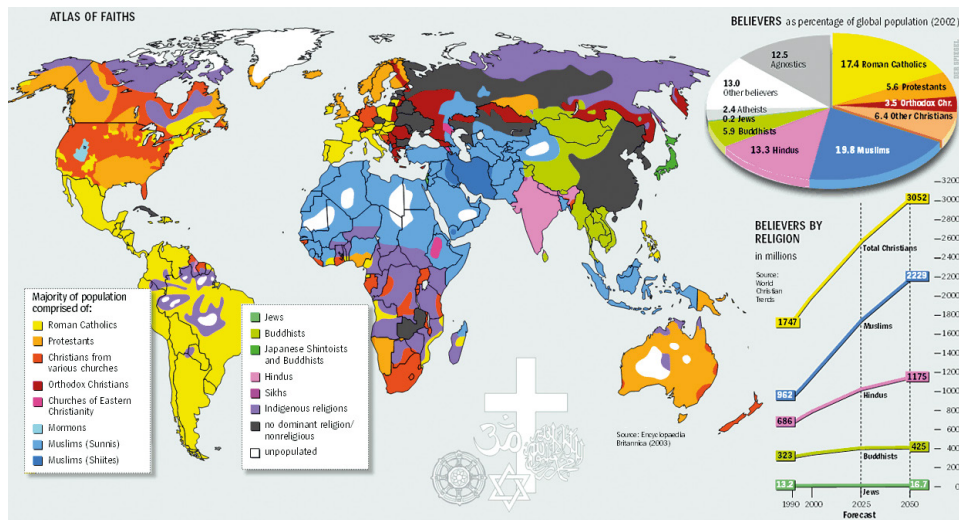 ATLAS OF FAITHS
BELIEVERS as percentage of global population (2002)
DER SPIEGEL
12.5
Agnostics
17.4 Roman Catholics
13.0
Other believers
5.6 Protestants
3.5 Orthodox Chr.
2.4 Atheists
6.4 Other Christians
0.2 Jews
5.9 Buddhists
13.3 Hindus
19.8 Muslims
Majority of population
comprised of:
Roman Catholics
Protestants
Christians from
various churches
Orthodox Christians
Churches of Eastern
Christianity
Mormons
Muslims (Sunnis)
Muslims (Shiites)
Jews
Buddhists
Japanese Shintoists
and Buddhists
Hindus
Sikhs
Indigenous religions
no dominant religion/
nonreligious
unpopulated
Source: Encyclopaedia
Britannica (2003)
BELIEVERS BY
RELIGION
in millions
Source:
World
Christian
Trends
3052
Total Christians
2229
1747
Muslims
962
1175
686
Hindus
425
323
Buddhists
13.2
16.7
Jews
3200
3000
2600
2400
2200
2000
1800
1600
1400
1200
1000
800
600
400
200
0
1990
2000
2025
2050
Forecast